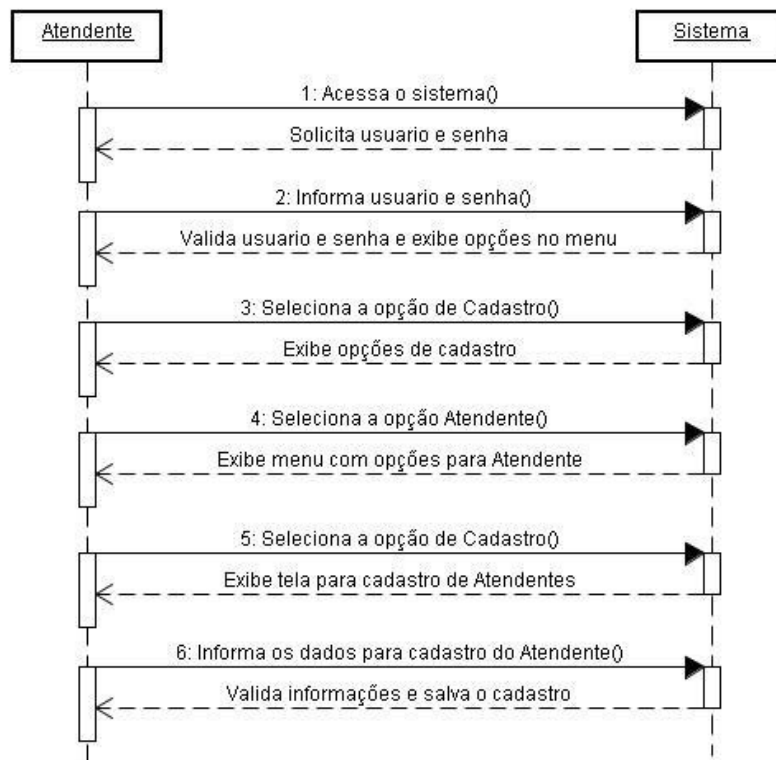 Atendente
Sistema
1: Acessa o sistema()
Solicita usuario e senha
2: Informa usuario e senha()
Valida usuario e senha e exibe opções no menu
3: Seleciona a opção de Cadastro()
Exibe opções de cadastro
4: Seleciona a opção Atendente()
Exibe menu com opções para Atendente
5: Seleciona a opção de Cadastro()
Exibe tela para cadastro de Atendentes
6: Informa os dados para cadastro do Atendente()
Valida informações e salva o cadastro